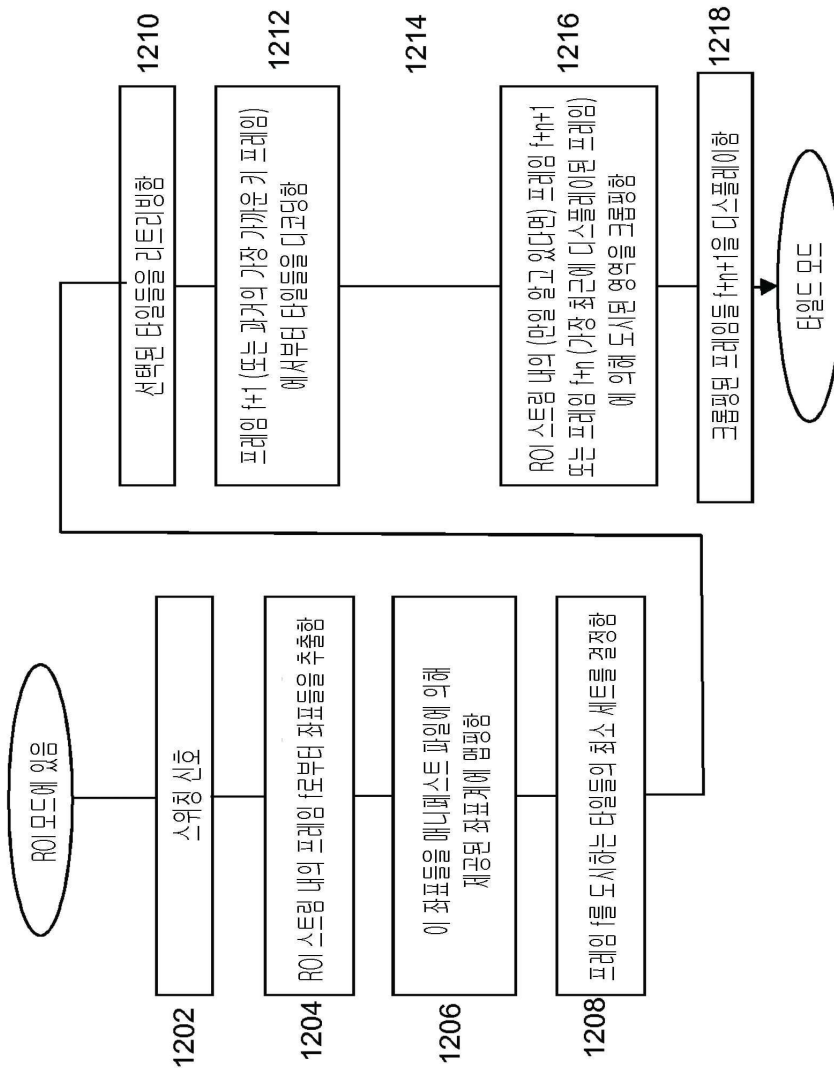 ROI 모드에 있음
1202
스위칭 신호
1204
ROI 스트림 내의 프레임 f로부터 좌표들을 추출함
1206
이 좌표들을 매니페스트 파일에 의해
제공된 좌표계에 맵핑함
1208
프레임 f를 도시하는 타일들의 최소 세트를 결정함
선택된 타일들을 리트리빙함
1210
프레임 f+1 (또는 과거의 가장 가까운 키 프레임)
에서부터 타일들을 디코딩함
1212
1214
ROI 스트림 내의 (만일 알고 있다면) 프레임 f+n+1
또는 프레임 f+n (가장 최근에 디스플레이된 프레임)
에 의해 도시된 영역을 크롭핑함
1216
크롭핑된 프레임들 f+n+1을 디스플레이함
1218
타일드 모드